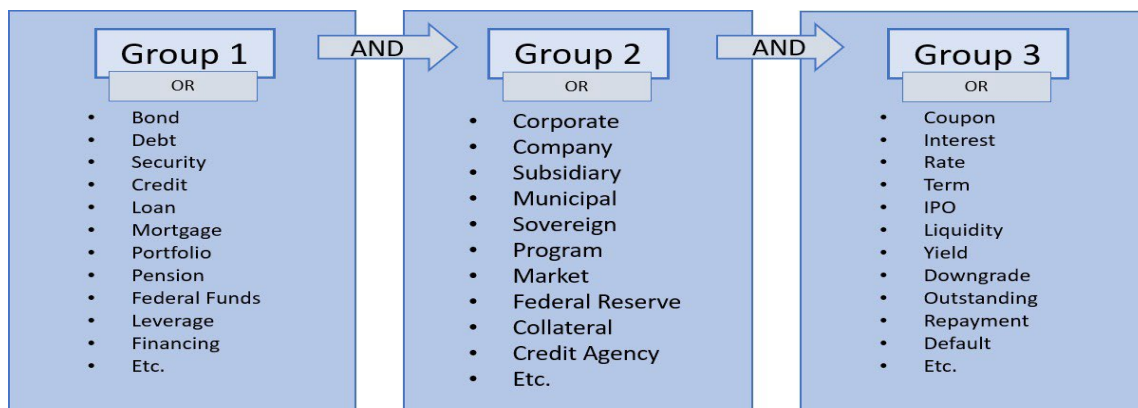 Group 1
OR
• Bond
• Debt
• Security
• Credit
• Loan
• Mortgage
• Portfolio
• Pension
• Federal Funds
• Leverage
• Financing
• Etc.
AND
Group 2
OR
• Corporate
• Company
• Subsidiary
• Municipal
• Sovereign
• Program
• Market
• Federal Reserve
• Collateral
• Credit Agency
• Etc.
AND
Group 3
OR
• Coupon
• Interest
• Rate
• Term
• IPO
• Liquidity
• Yield
• Downgrade
• Outstanding
• Repayment
• Default
• Etc.